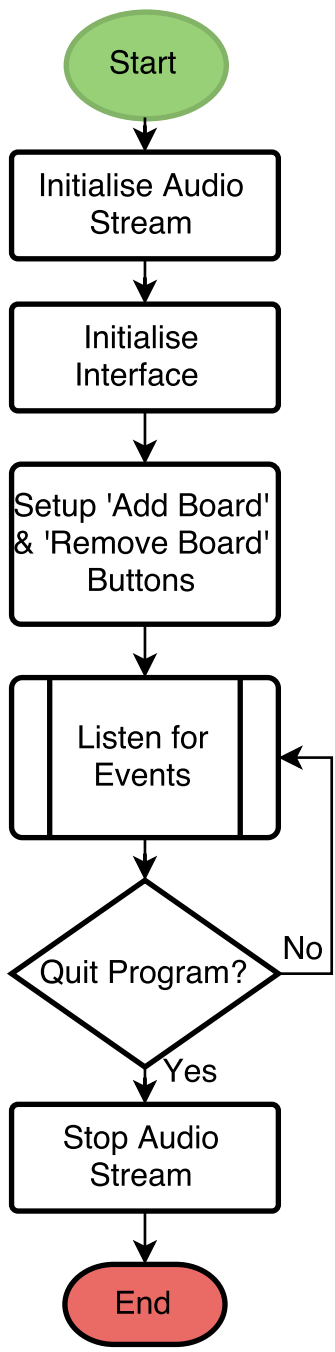 Start
Initialise Audio
Stream
Initialise
Interface
Setup 'Add Board'
& 'Remove Board'
Buttons
Listen for
Events
Quit Program?
No
Yes
Stop Audio
Stream
End